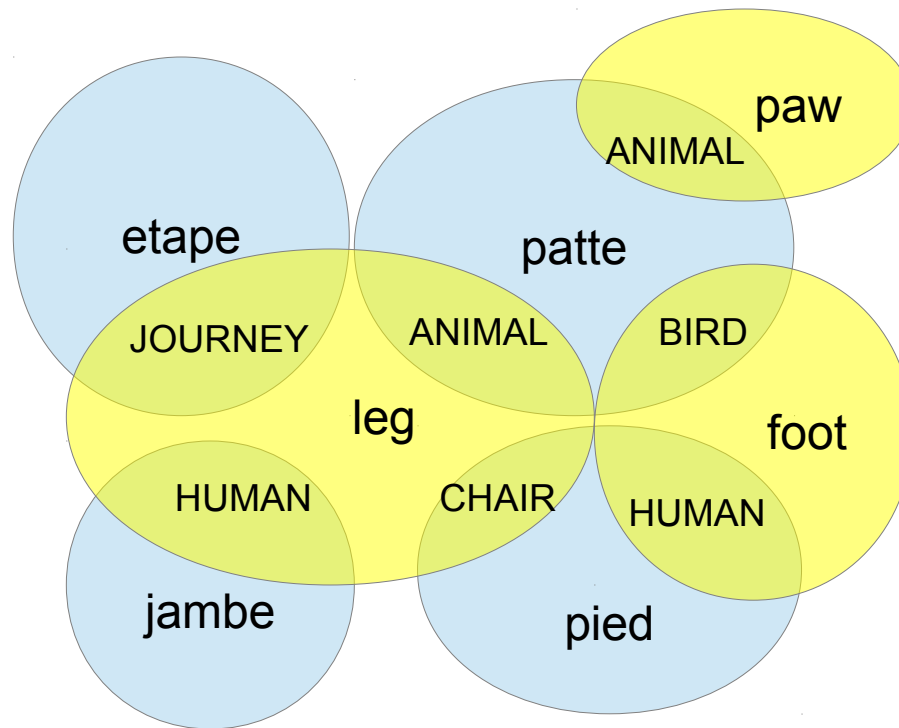 paw
ANIMAL
etape
patte
JOURNEY
ANIMAL
BIRD
leg
foot
HUMAN
CHAIR
HUMAN
jambe
pied